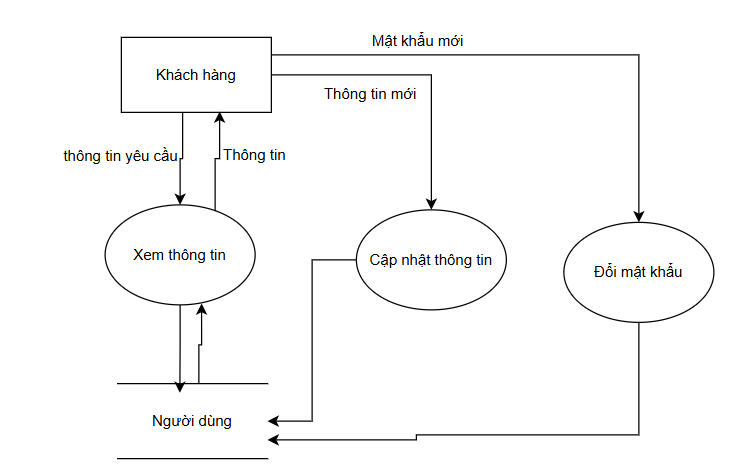 Mật khẩu mới
Khách hàng
Thông tin mới
thông tin yêu cầu
Thông tin
Xem thông tin
Cập nhật thông tin
Đổi mật khẩu
Người dùng